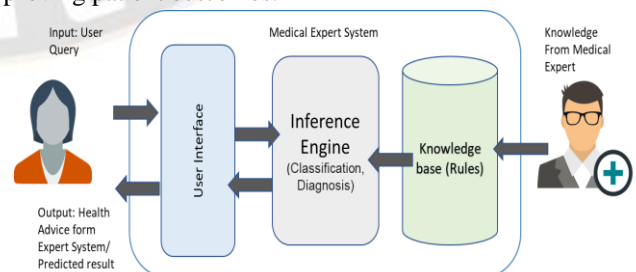 Input: User
Query
Medical Expert System
Knowledge
From Medical
Expert
User Interface
Inference
Engine
(Classification,
Diagnosis)
Knowledge
base (Rules)
Output: Health
Advice form
Expert System/
Predicted result